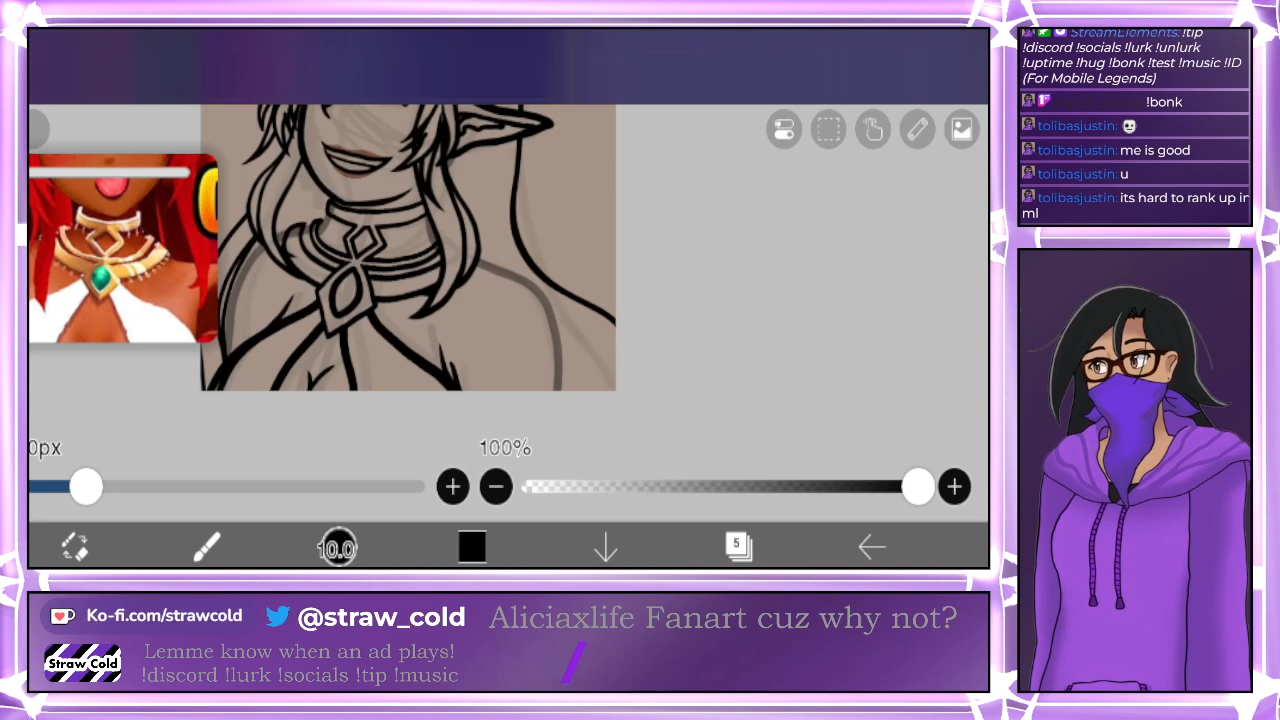 StreamElements: !tip
!discord !socials !lurk !unlurk
!uptime !hug !bonk !test !music !ID
(For Mobile Legends)
!bonk
tolibasjustin:
tolibasjustin: me is good
tolibasjustin: u
tolibasjustin: its hard to rank up in
ml
0px
100%
10.0
5
Ko-fi.com/strawcold
@straw_cold
Aliciaxlife Fanart cuz why not?
Straw Cold
Lemme know when an ad plays!
!discord !lurk !socials !tip !music